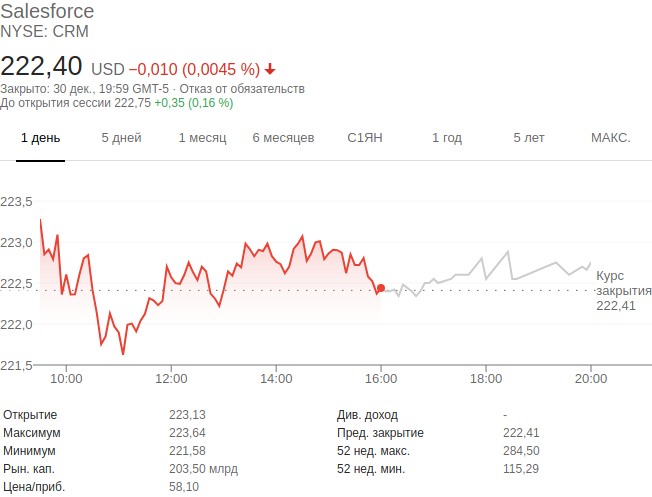 Salesforce
NYSE: CRM
222,40 USD −0,010 (0,0045 %)
Закрыто: 30 дек., 19:59 GMT-5 · Отказ от обязательств
До открытия сессии 222,75 +0,35 (0,16 %)
1 день 5 дней 1 месяц 6 месяцев С1ЯН 1 год 5 лет МАКС.
223,5
223,0
222,5
222,0
221,5
Курс
закрытия
222,41
10:00 12:00 14:00 16:00 18:00 20:00
Открытие 223,13 Див. доход -
Максимум 223,64 Пред. закрытие 222,41
Минимум 221,58 52 нед. макс. 284,50
Рын. кап. 203,50 млрд 52 нед. мин. 115,29
Цена/приб. 58,10